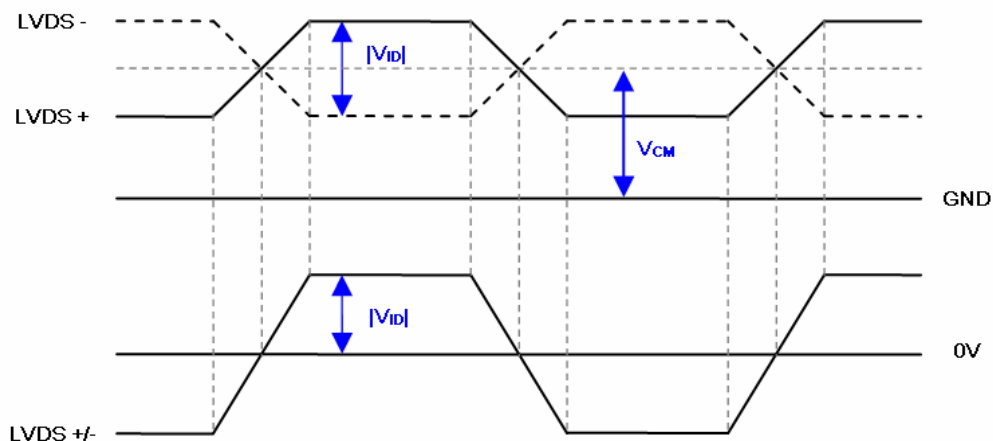 LVDS -
|VID|
LVDS +
VCM
GND
|VID|
0V
LVDS +/-